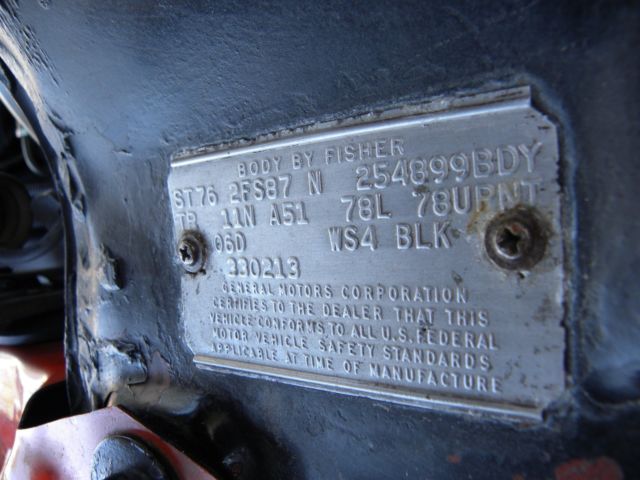 BODY BY FISHER
ST76 2FS87 N 254899BDY
TR 11N A51 78L 78UPNT
06D WS4 BLK
330213
GENERAL MOTORS CORPORATION
CERTIFIES TO THE DEALER THAT THIS
VEHICLE CONFORMS TO ALL U.S. FEDERAL
MOTOR VEHICLE SAFETY STANDARDS
APPLICABLE AT TIME OF MANUFACTURE